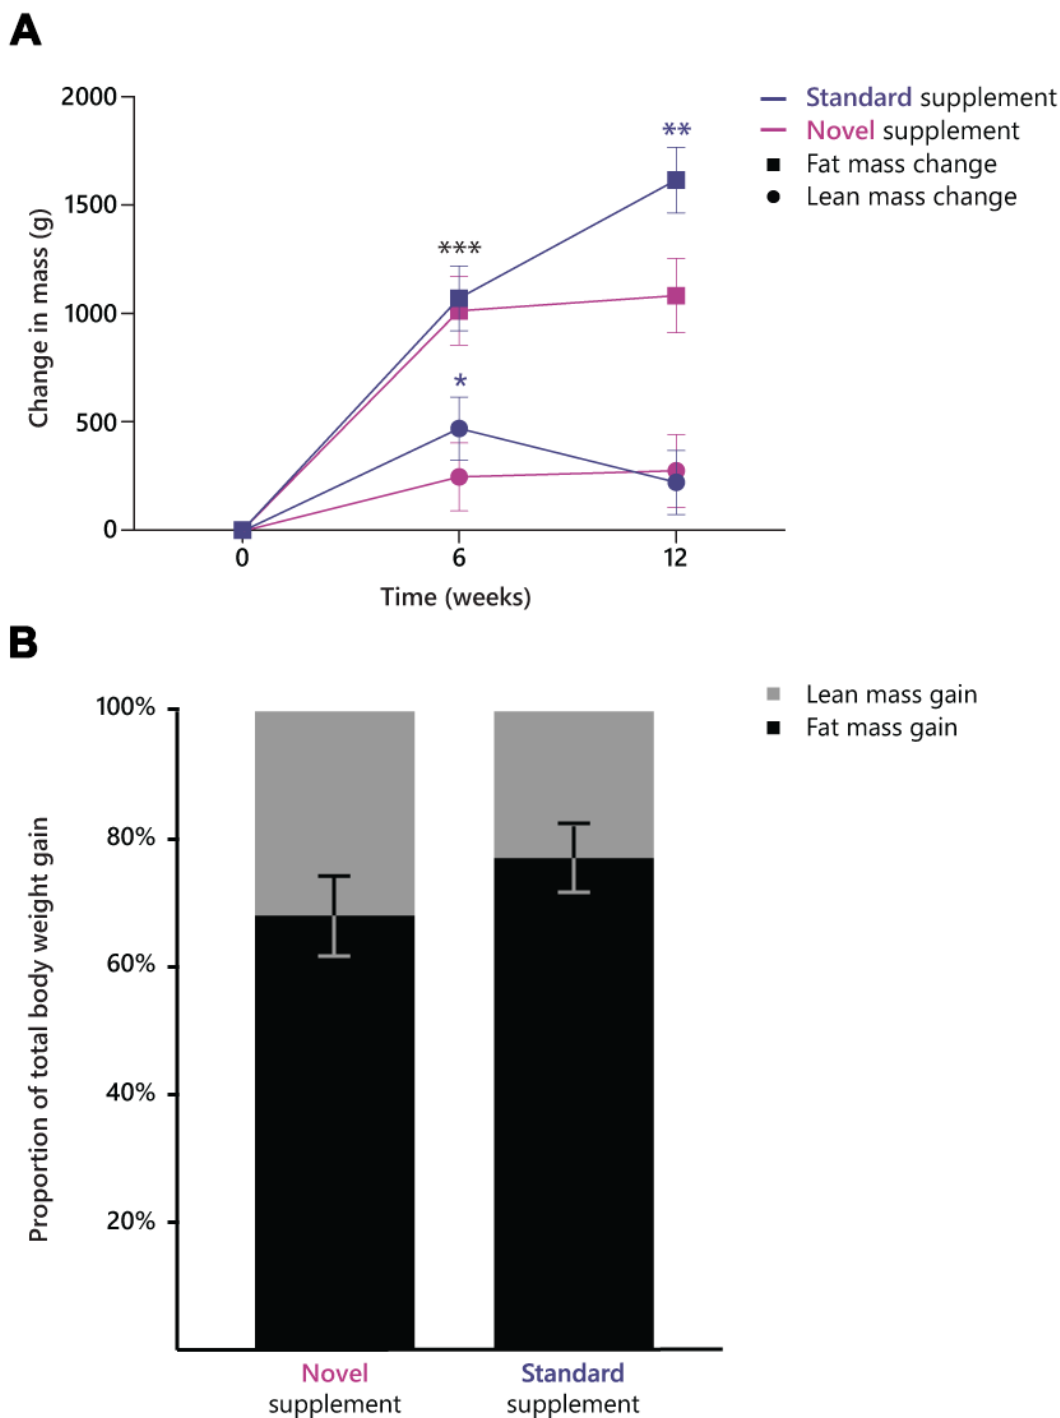 A
2000
1500
1000
500
0
Change in mass (g)
***
*
**
0
6
12
Time (weeks)
Standard supplement
Novel supplement
Fat mass change
Lean mass change
B
100%
80%
60%
40%
20%
Proportion of total body weight gain
Novel
supplement
Standard
supplement
Lean mass gain
Fat mass gain